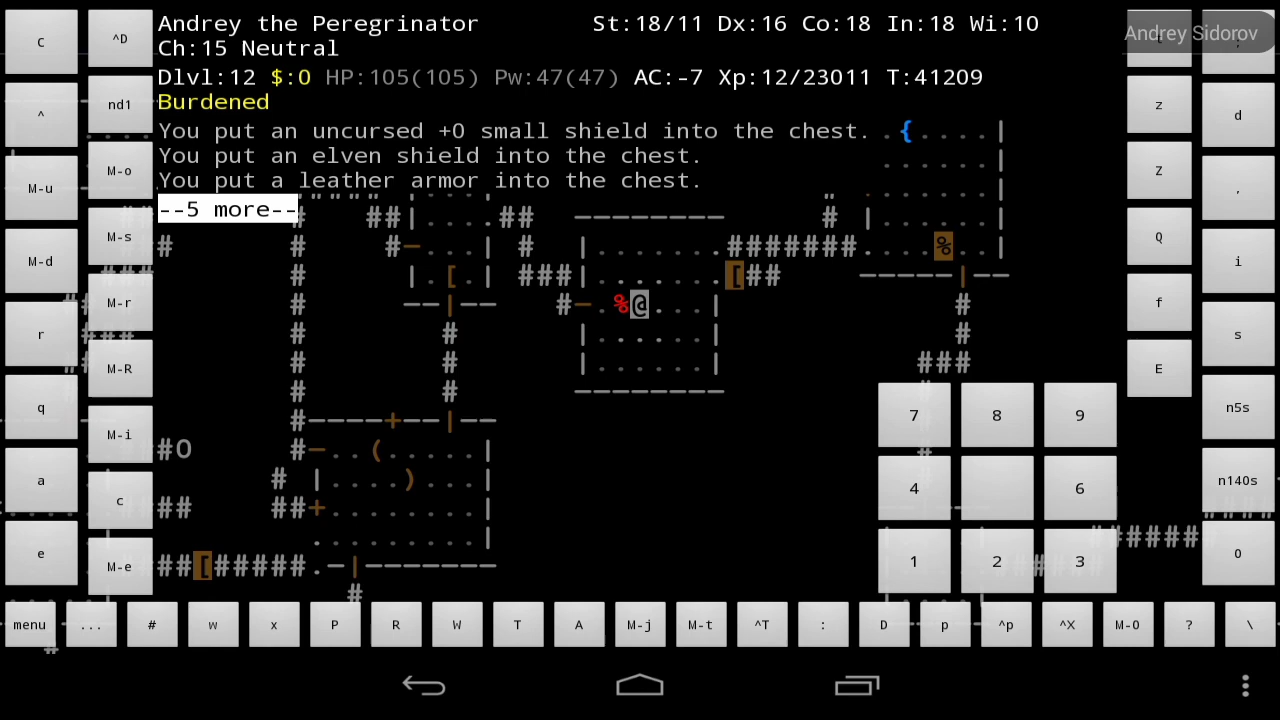 Andrey the Peregrinator St:18/11 Dx:16 Co:18 In:18 Wi:10
Ch:15 Neutral
Andrey Sidorov
Dlvl:12 $:0 HP:105(105) Pw:47(47) AC:-7 Xp:12/23011 T:41209
Burdened
You put an uncursed +0 small shield into the chest.
You put an elven shield into the chest.
You put a leather armor into the chest.
--5 more--
c
^
M-u
M-d
r
q
a
e
^D
nd1
M-o
M-s
M-r
M-R
M-i
c
M-e
z
Z
Q
f
E
d
,
i
s
n5s
n140s
0
7 8 9
4 6
1 2 3
menu ... # w x P R W T A M-j M-t ^T : D p ^p ^X M-O ? \